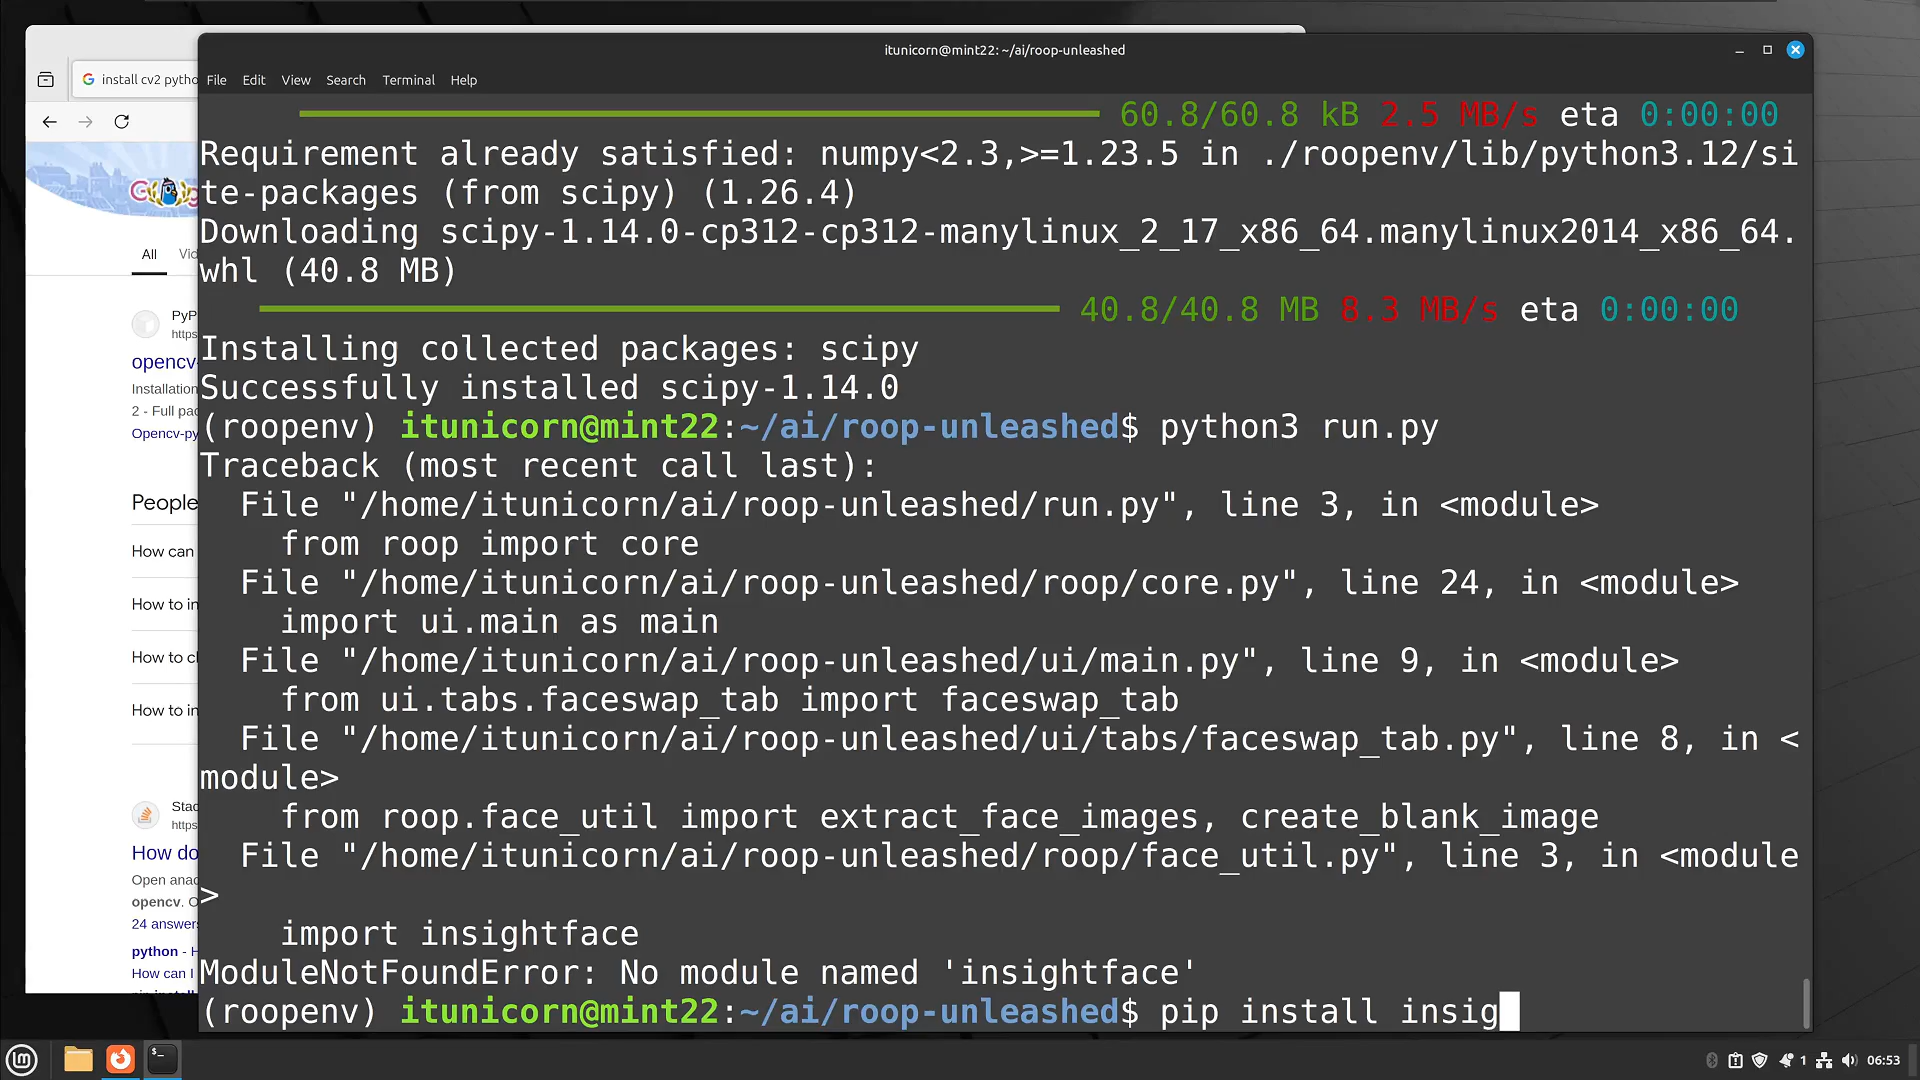 itunicorn@mint22: ~/ai/roop-unleashed
install cv2 pytho
File Edit View Search Terminal Help
60.8/60.8 kB 2.5 MB/s eta 0:00:00
Requirement already satisfied: numpy<2.3,>=1.23.5 in ./roopenv/lib/python3.12/si
te-packages (from scipy) (1.26.4)
Downloading scipy-1.14.0-cp312-cp312-manylinux_2_17_x86_64.manylinux2014_x86_64.
whl (40.8 MB)
40.8/40.8 MB 8.3 MB/s eta 0:00:00
Installing collected packages: scipy
Successfully installed scipy-1.14.0
(roopenv) itunicorn@mint22:~/ai/roop-unleashed$ python3 run.py
Traceback (most recent call last):
  File "/home/itunicorn/ai/roop-unleashed/run.py", line 3, in <module>
    from roop import core
  File "/home/itunicorn/ai/roop-unleashed/roop/core.py", line 24, in <module>
    import ui.main as main
  File "/home/itunicorn/ai/roop-unleashed/ui/main.py", line 9, in <module>
    from ui.tabs.faceswap_tab import faceswap_tab
  File "/home/itunicorn/ai/roop-unleashed/ui/tabs/faceswap_tab.py", line 8, in <
module>
    from roop.face_util import extract_face_images, create_blank_image
  File "/home/itunicorn/ai/roop-unleashed/roop/face_util.py", line 3, in <module
>
    import insightface
ModuleNotFoundError: No module named 'insightface'
(roopenv) itunicorn@mint22:~/ai/roop-unleashed$ pip install insig
All Vid
PyP
https
opencv-
Installation
2 - Full pac
Opencv-py
People
How can
How to in
How to cl
How to in
Stac
https
How do
Open anac
opencv. O
24 answers
python - H
How can I
1
06:53